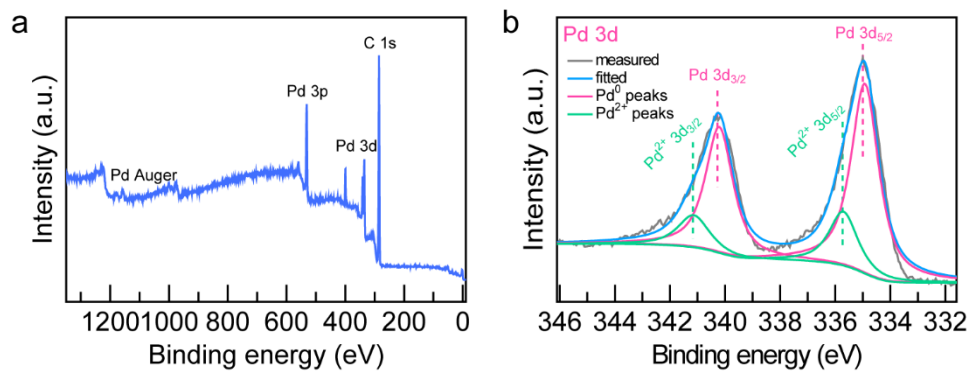 a
Intensity (a.u.)
C 1s
Pd 3p
Pd 3d
Pd Auger
1200 1000 800 600 400 200 0
Binding energy (eV)
b
Intensity (a.u.)
Pd 3d
measured
fitted
Pd⁰ peaks
Pd²⁺ peaks
Pd 3d₅/₂
Pd 3d₃/₂
Pd²⁺ 3d₃/₂
Pd²⁺ 3d₅/₂
346 344 342 340 338 336 334 332
Binding energy (eV)